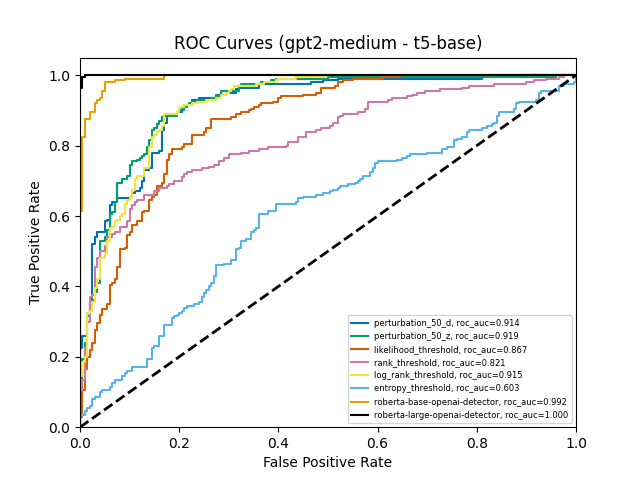 ROC Curves (gpt2-medium - t5-base)
1.0
0.8
0.6
0.4
0.2
0.0
True Positive Rate
perturbation_50_d, roc_auc=0.914
perturbation_50_z, roc_auc=0.919
likelihood_threshold, roc_auc=0.867
rank_threshold, roc_auc=0.821
log_rank_threshold, roc_auc=0.915
entropy_threshold, roc_auc=0.603
roberta-base-openai-detector, roc_auc=0.992
roberta-large-openai-detector, roc_auc=1.000
0.0 0.2 0.4 0.6 0.8 1.0
False Positive Rate